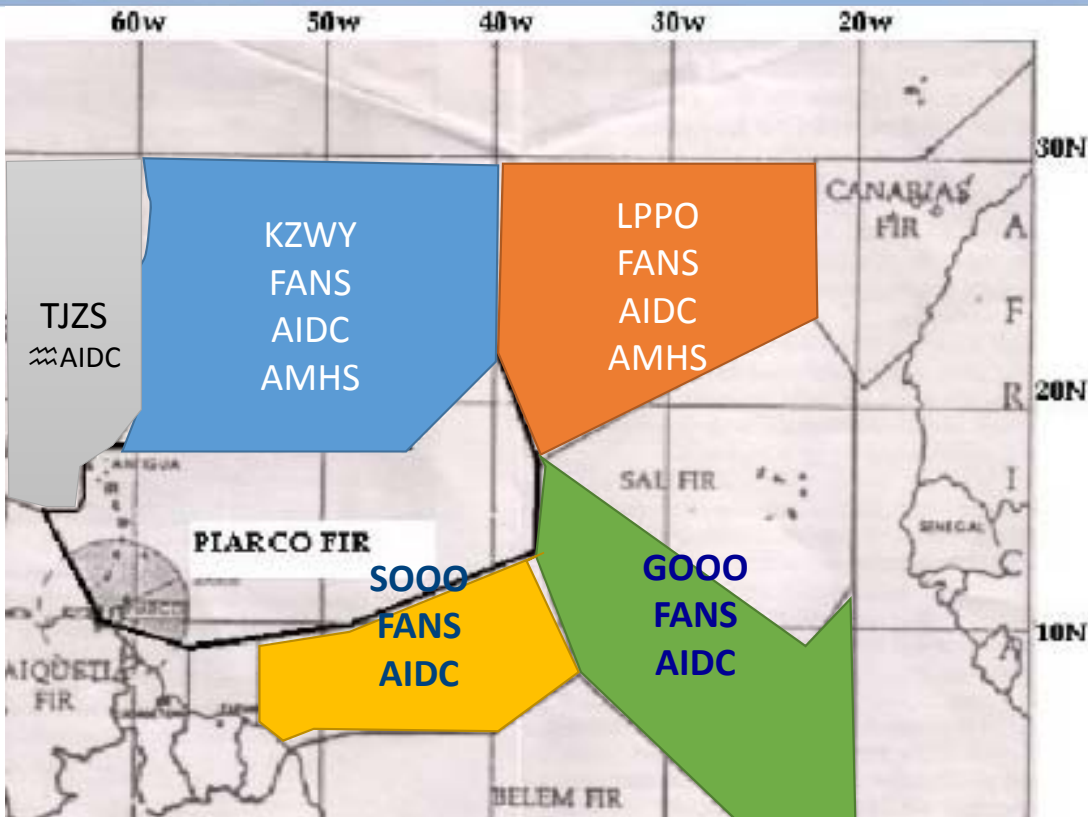 60w 50w 40w 30w 20w
30N
CANARIAS
FIR
KZWY
FANS
AIDC
AMHS
LPPO
FANS
AIDC
AMHS
A
F
R
I
C
TJZS
AIDC
20N
ANTIGUA
SAL FIR
SENEGAL
PIARCO FIR
SOOO
FANS
AIDC
GOOO
FANS
AIDC
10N
FIR
BELEM FIR